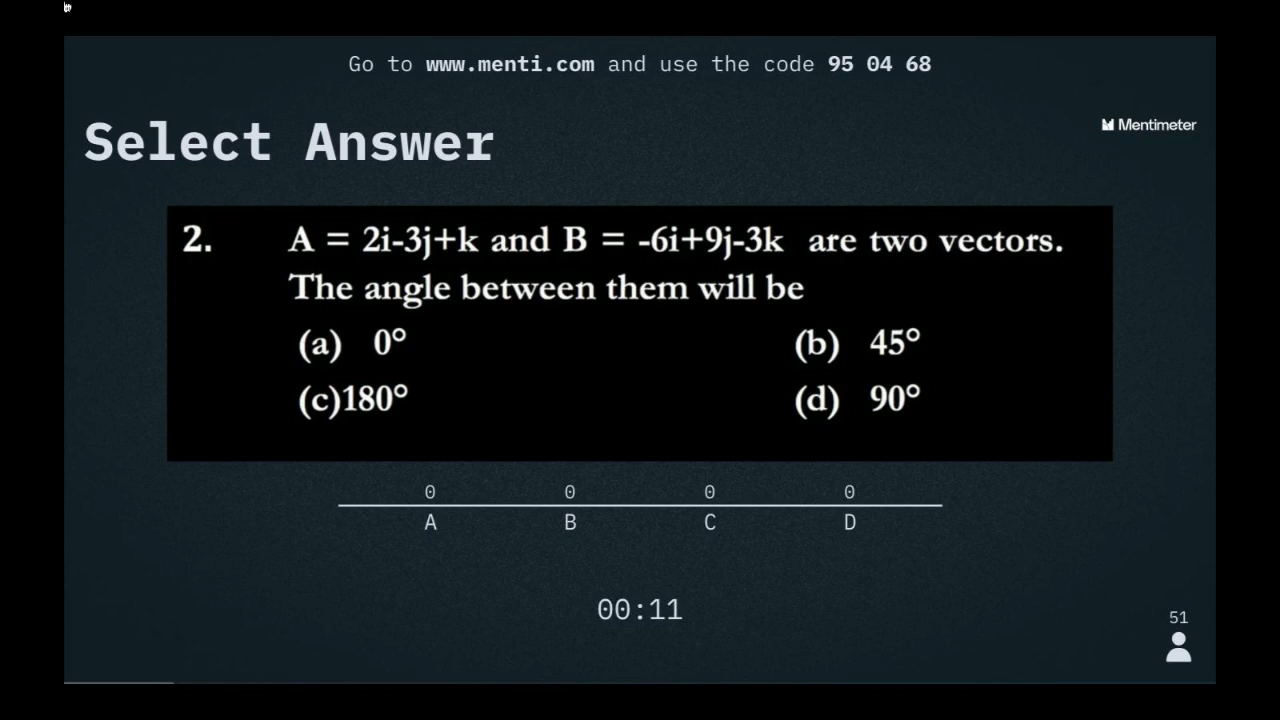 Go to www.menti.com and use the code 95 04 68
Mentimeter
Select Answer
2. A = 2i-3j+k and B = -6i+9j-3k are two vectors.
The angle between them will be
(a) 0° (b) 45°
(c)180° (d) 90°
0 0 0 0
A B C D
00:11
51